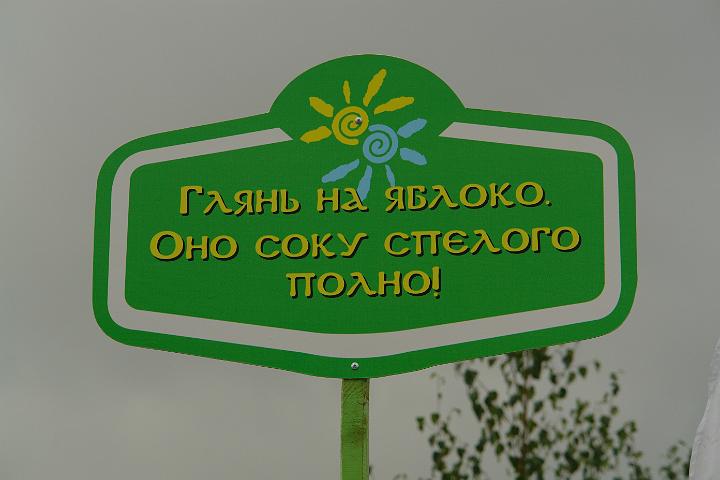 Глянь на яблоко.
Оно соку спелого
полно!